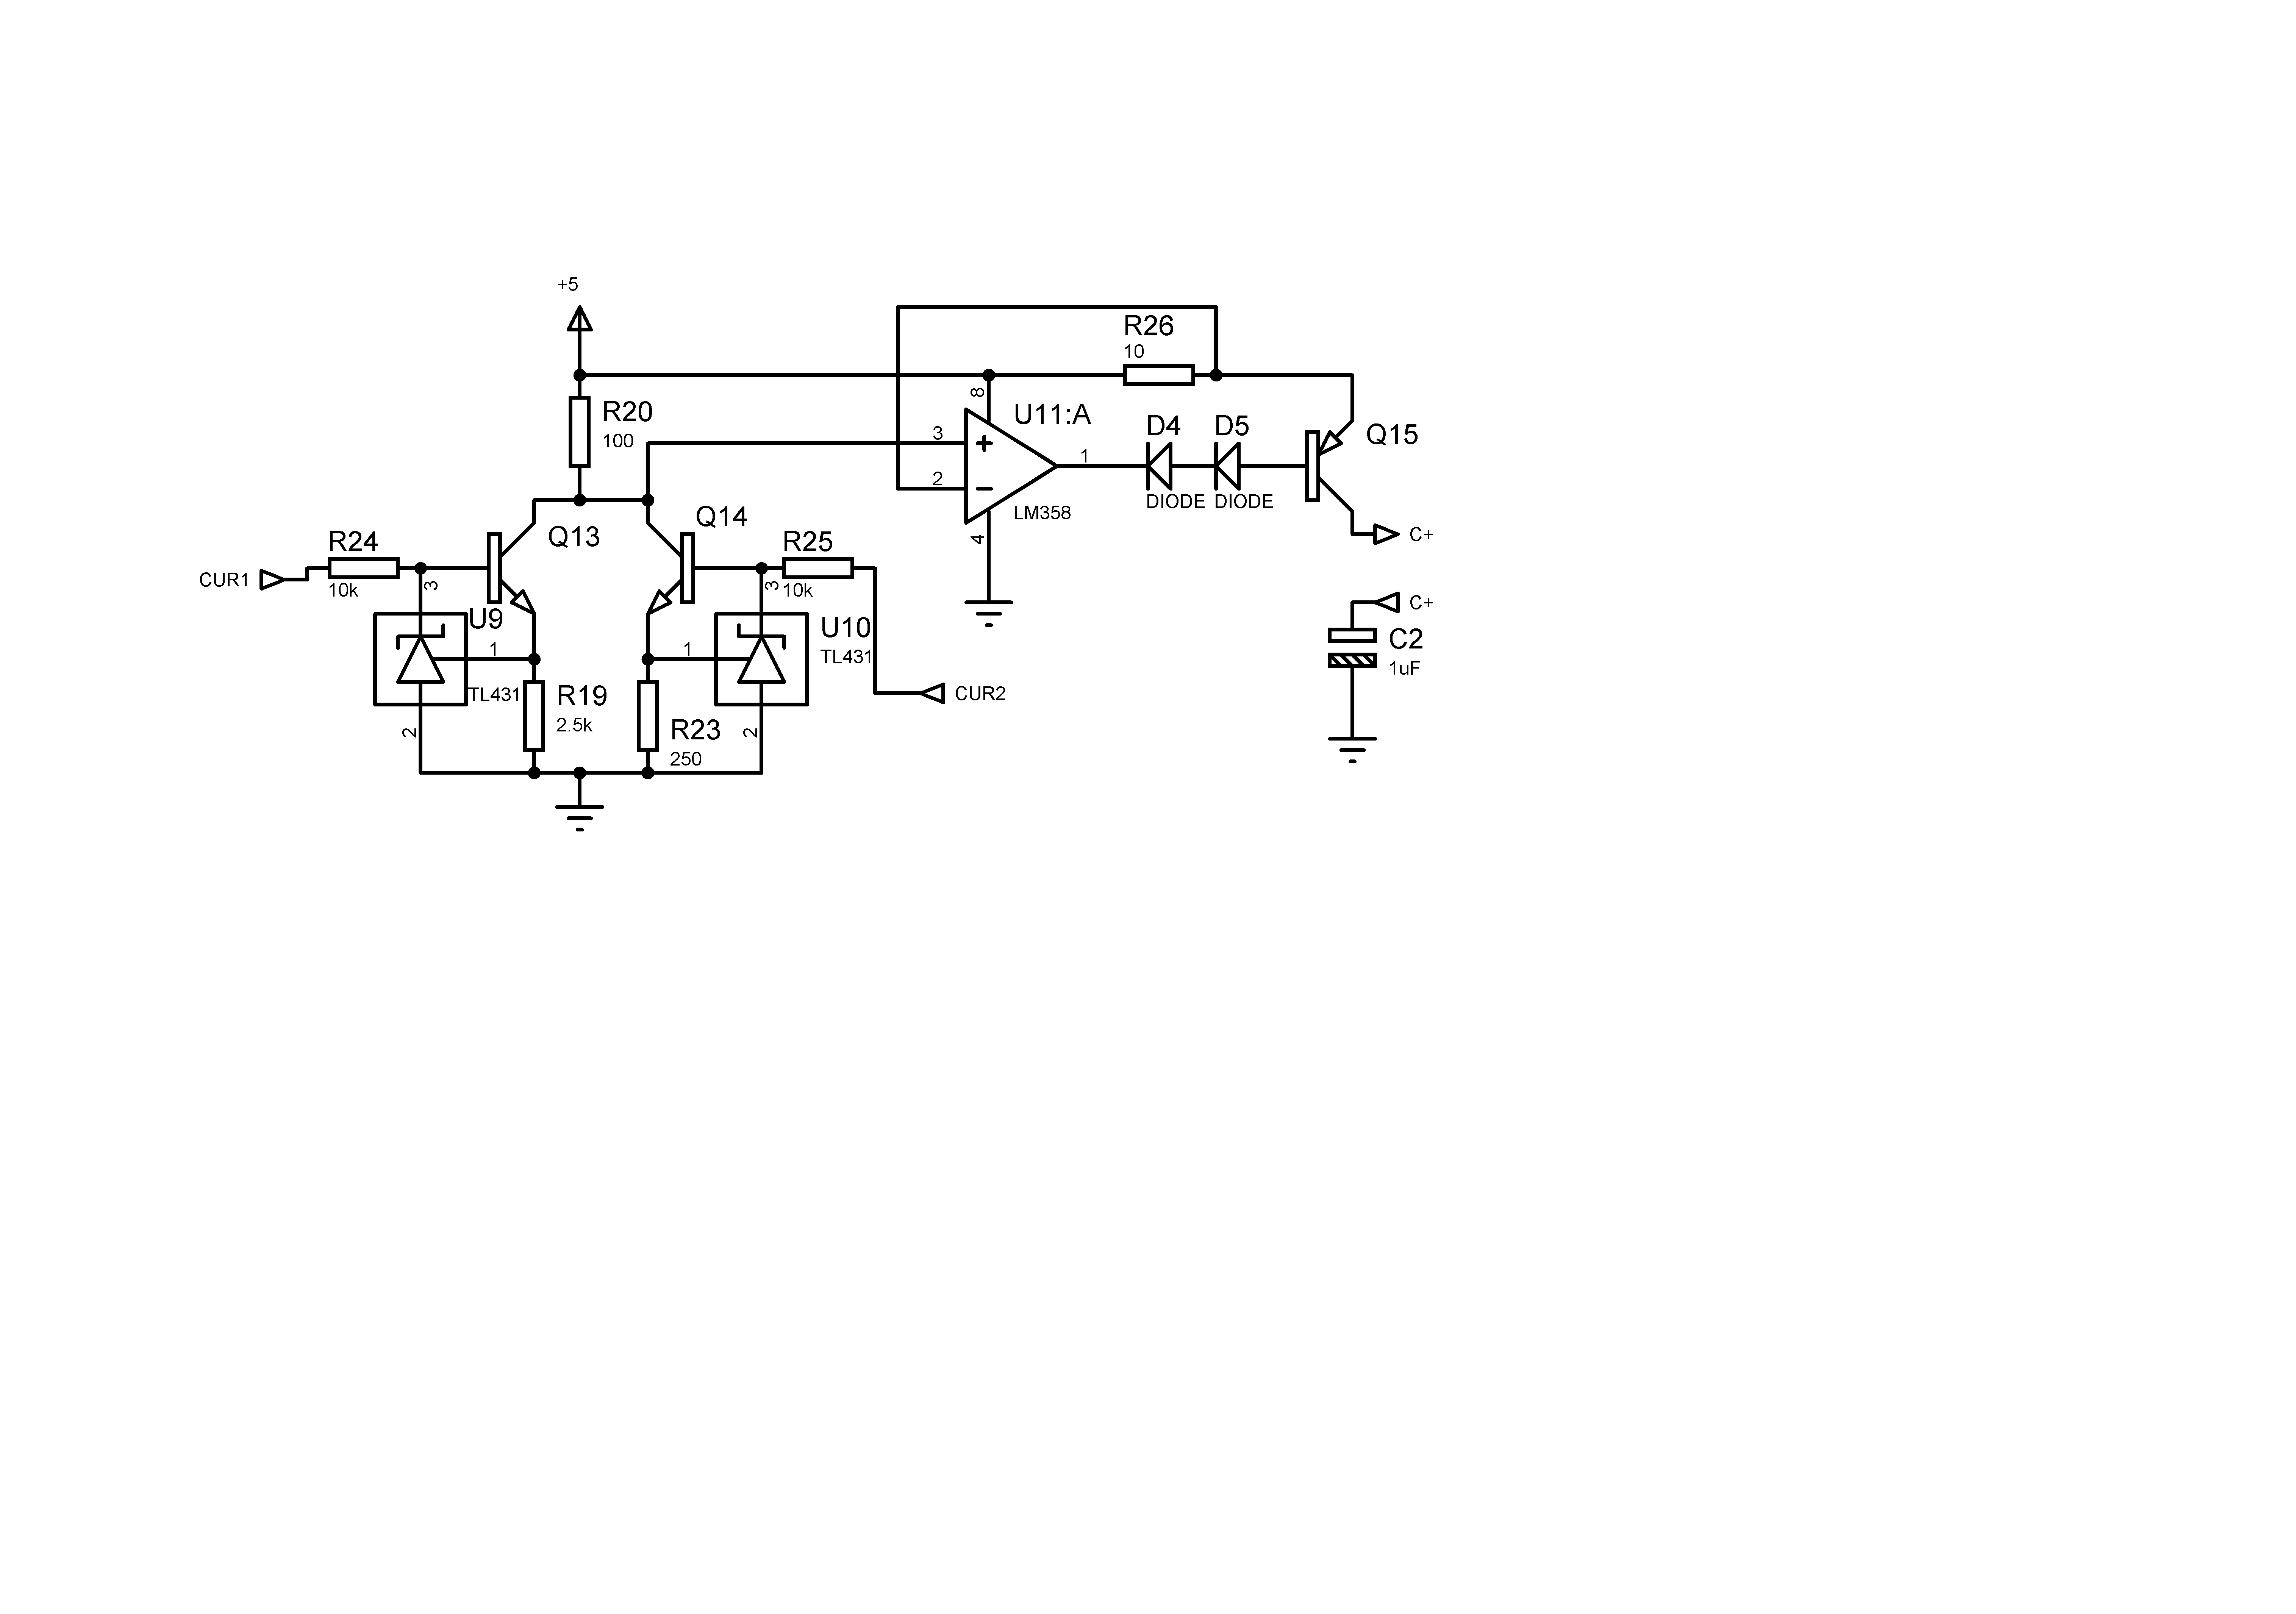 +5
R26
10
8
R20
100
U11:A
3
D4
D5
Q15
1
2
DIODE
DIODE
LM358
Q14
Q13
4
C+
R24
10k
R25
10k
CUR1
3
3
C+
U9
U10
TL431
C2
1uF
1
1
TL431
R19
2.5k
CUR2
R23
250
2
2